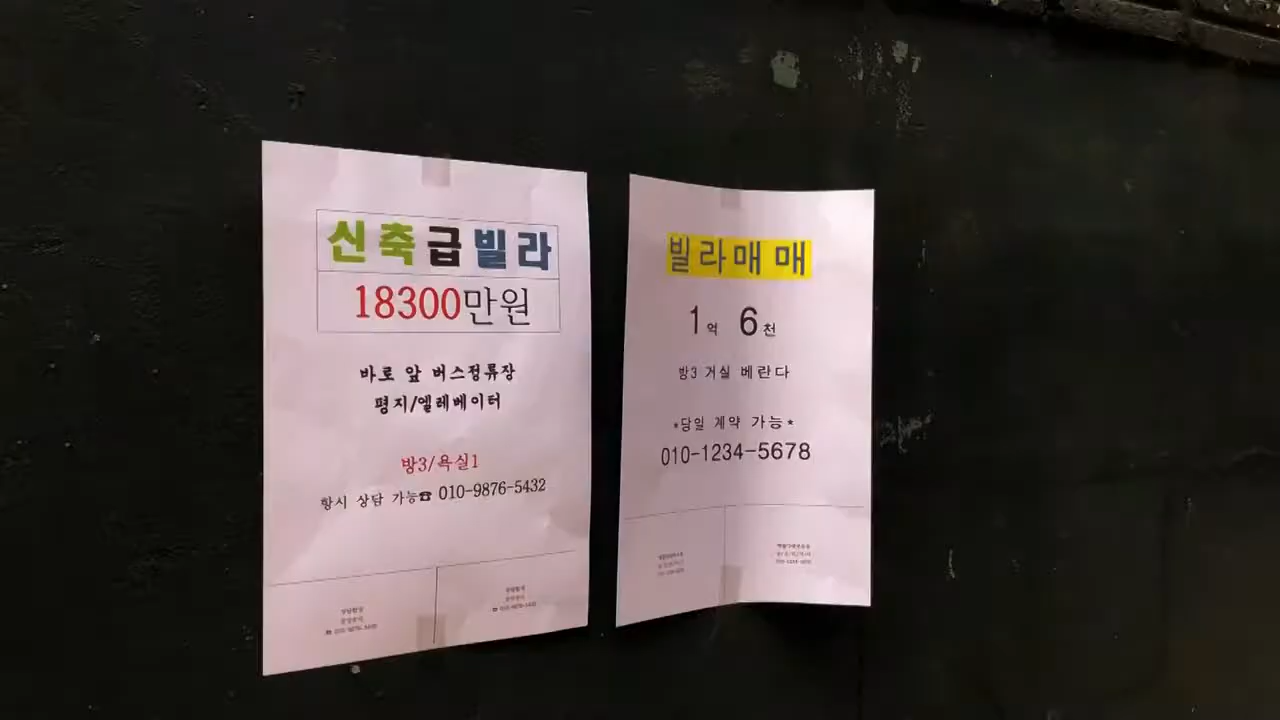 신축급빌라
18300만원
바로 앞 버스정류장
평지/엘레베이터
방3/욕실1
항시 상담 가능☎ 010-9876-5432
빌라매매
1억 6천
방3 거실 베란다
*당일 계약 가능*
010-1234-5678